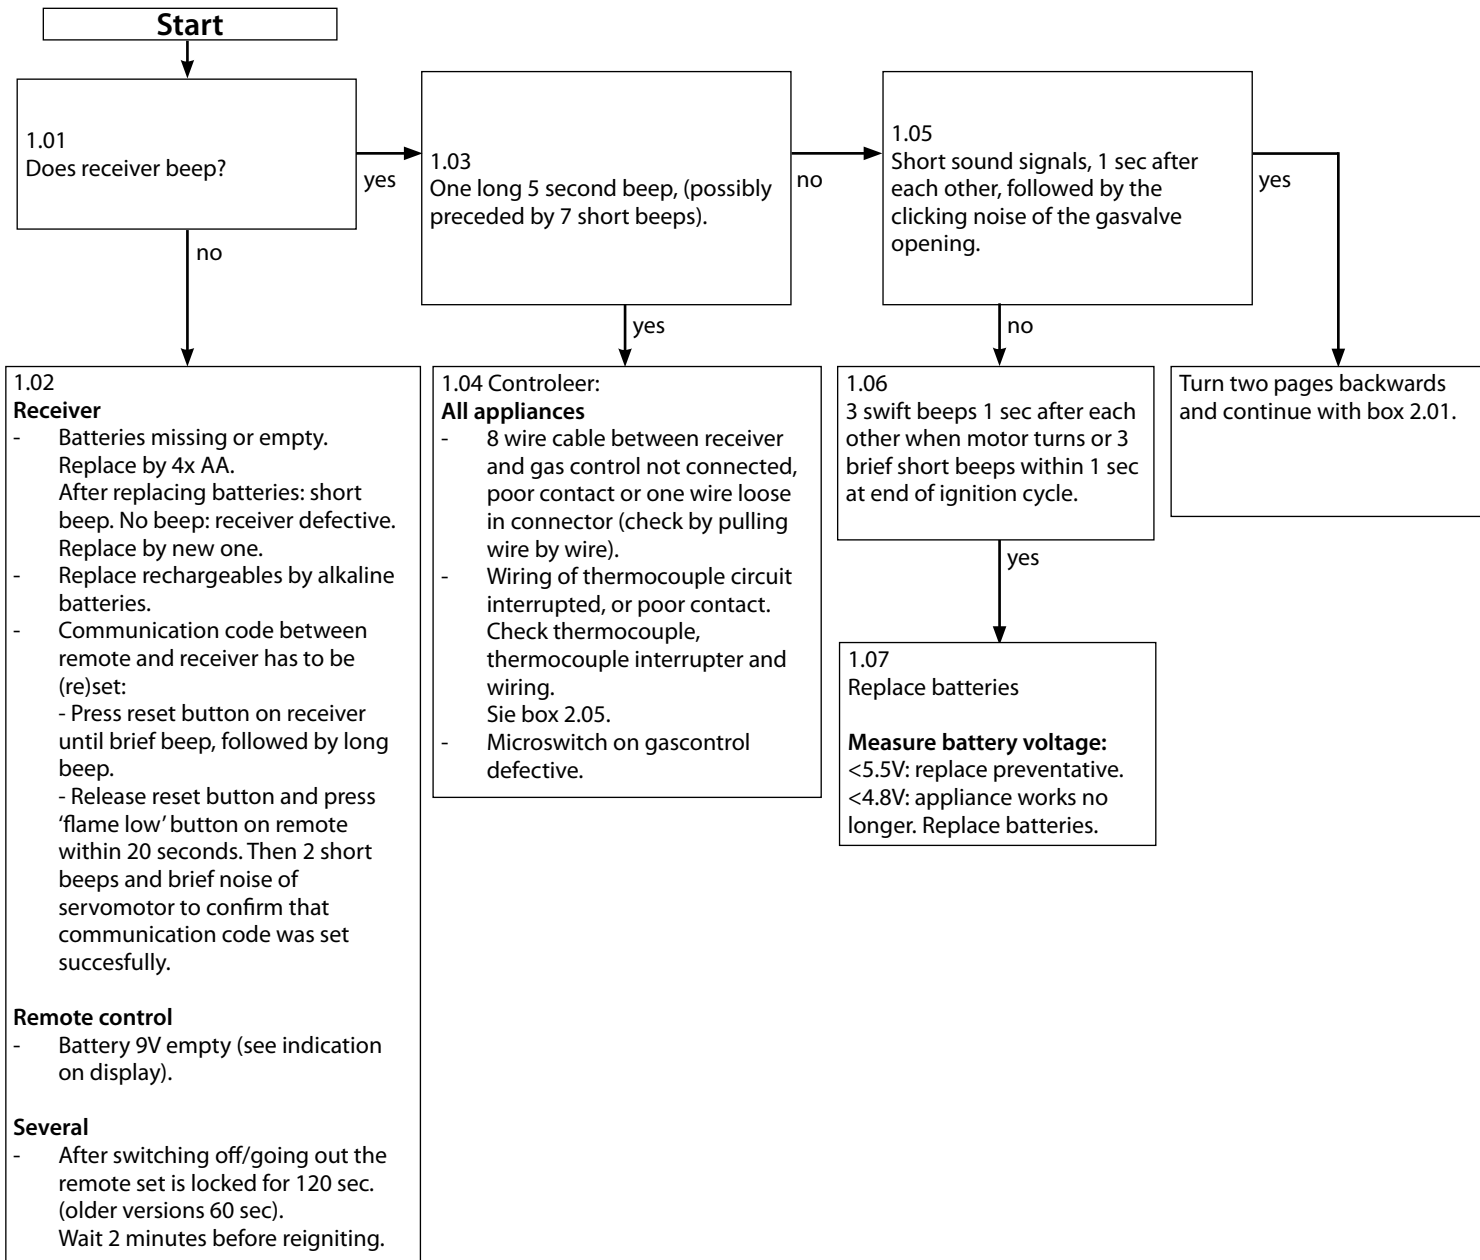 Start
1.01
Does receiver beep?
yes
no
1.03
One long 5 second beep, (possibly
preceded by 7 short beeps).
no
yes
1.05
Short sound signals, 1 sec after
each other, followed by the
clicking noise of the gasvalve
opening.
yes
no
1.02
Receiver
- Batteries missing or empty.
Replace by 4x AA.
After replacing batteries: short
beep. No beep: receiver defective.
Replace by new one.
- Replace rechargeables by alkaline
batteries.
- Communication code between
remote and receiver has to be
(re)set:
- Press reset button on receiver
until brief beep, followed by long
beep.
- Release reset button and press
‘flame low’ button on remote
within 20 seconds. Then 2 short
beeps and brief noise of
servomotor to confirm that
communication code was set
succesfully.
Remote control
- Battery 9V empty (see indication
on display).
Several
- After switching off/going out the
remote set is locked for 120 sec.
(older versions 60 sec).
Wait 2 minutes before reigniting.
1.04 Controleer:
All appliances
- 8 wire cable between receiver
and gas control not connected,
poor contact or one wire loose
in connector (check by pulling
wire by wire).
- Wiring of thermocouple circuit
interrupted, or poor contact.
Check thermocouple,
thermocouple interrupter and
wiring.
Sie box 2.05.
- Microswitch on gascontrol
defective.
1.06
3 swift beeps 1 sec after each
other when motor turns or 3
brief short beeps within 1 sec
at end of ignition cycle.
yes
1.07
Replace batteries
Measure battery voltage:
<5.5V: replace preventative.
<4.8V: appliance works no
longer. Replace batteries.
Turn two pages backwards
and continue with box 2.01.